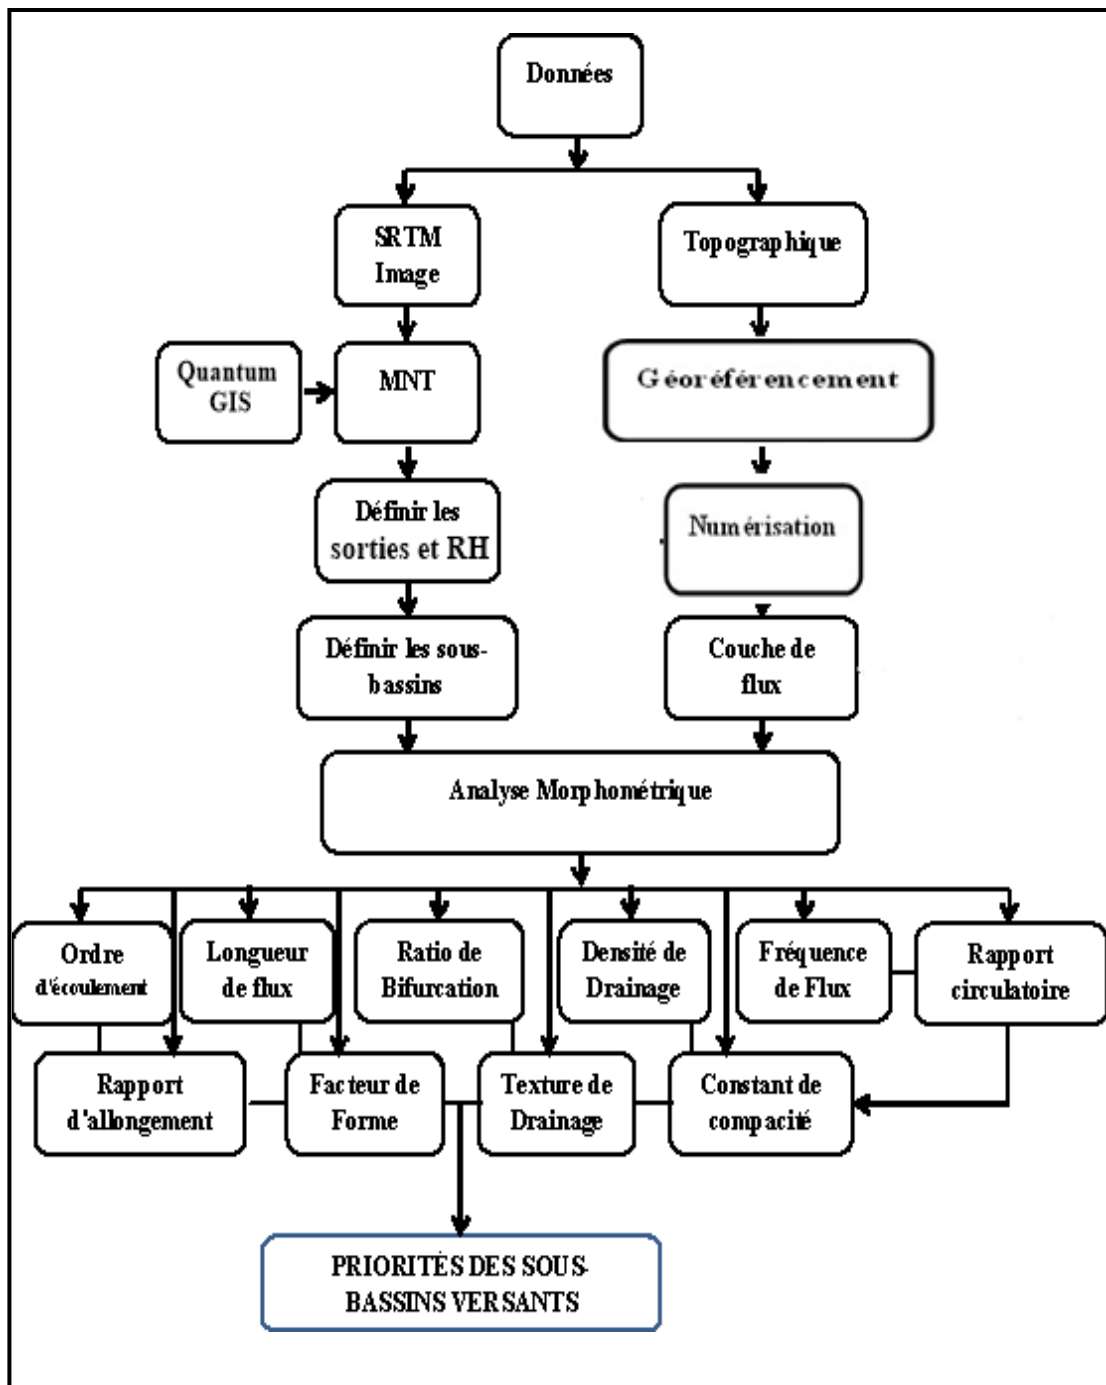 Données
SRTM
Image
Topographique
Quantum
GIS
MNT
Géoréférencement
Définir les
sorties et RH
Numérisation
Définir les sous-
bassins
Couche de
flux
Analyse Morphométrique
Ordre
d'écoulement
Longueur
de flux
Ratio de
Bifurcation
Densité de
Drainage
Fréquence
de Flux
Rapport
circulatoire
Rapport
d'allongement
Facteur de
Forme
Texture de
Drainage
Constant de
compacité
PRIORITÉS DES SOUS-
BASSINS VERSANTS